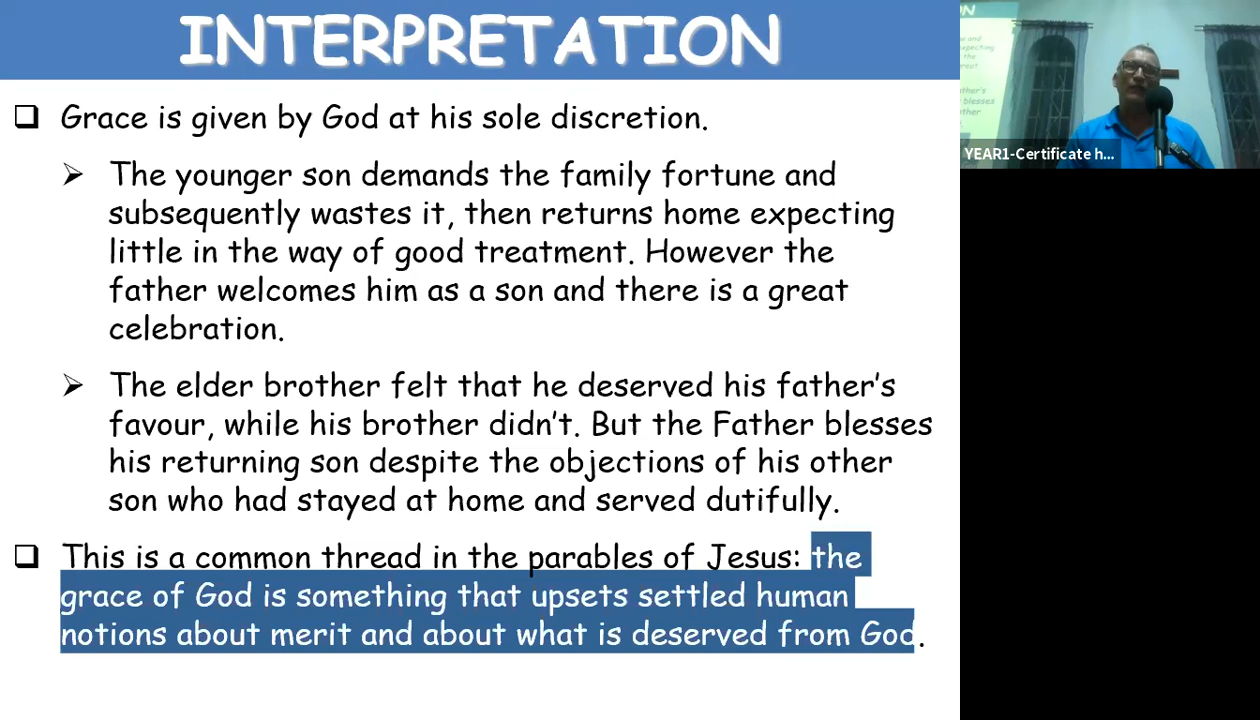 INTERPRETATION
❑ Grace is given by God at his sole discretion.
➢ The younger son demands the family fortune and
subsequently wastes it, then returns home expecting
little in the way of good treatment. However the
father welcomes him as a son and there is a great
celebration.
➢ The elder brother felt that he deserved his father's
favour, while his brother didn't. But the Father blesses
his returning son despite the objections of his other
son who had stayed at home and served dutifully.
❑ This is a common thread in the parables of Jesus: the
grace of God is something that upsets settled human
notions about merit and about what is deserved from God.
YEAR1-Certificate h...